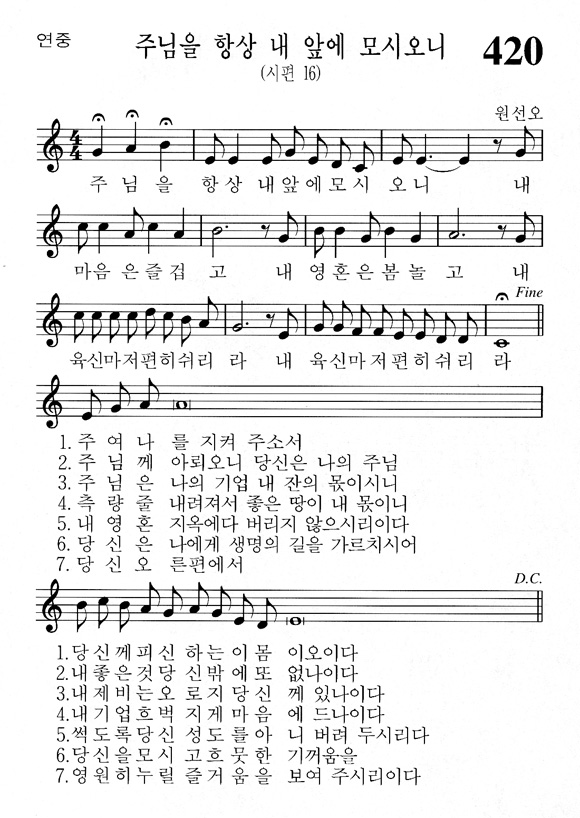 연중
주님을 항상 내 앞에 모시오니
420
(시편 16)
원선오
4 4
주 님 을 항상 내앞에모시 오니 내
마음 은즐 겁 고 내 영혼은봄 놀 고 내
Fine
육신마저편히쉬리 라 내 육신마저편히쉬리 라
1. 주 여 나 를 지켜 주소서
2. 주 님 께 아뢰오니 당신은 나의 주님
3. 주 님 은 나의 기업 내 잔의 몫이시니
4. 측 량 줄 내려져서 좋은 땅이 내 몫이니
5. 내 영 혼 지옥에다 버리지 않으시리이다
6. 당 신 은 나에게 생명의 길을 가르치시어
7. 당 신 오 른편에서
D.C.
1.당신께피신 하는이몸 이오이다
2.내좋은것당신밖에또 없나이다
3.내제비는오로지당신 께있나이다
4.내기업흐벅지게마음 에 드나이다
5.썩도록당신성도를아 니 버려 두시리다
6.당신을모시고흐뭇한 기꺼움을
7.영원히누릴즐거움을 보여 주시리이다